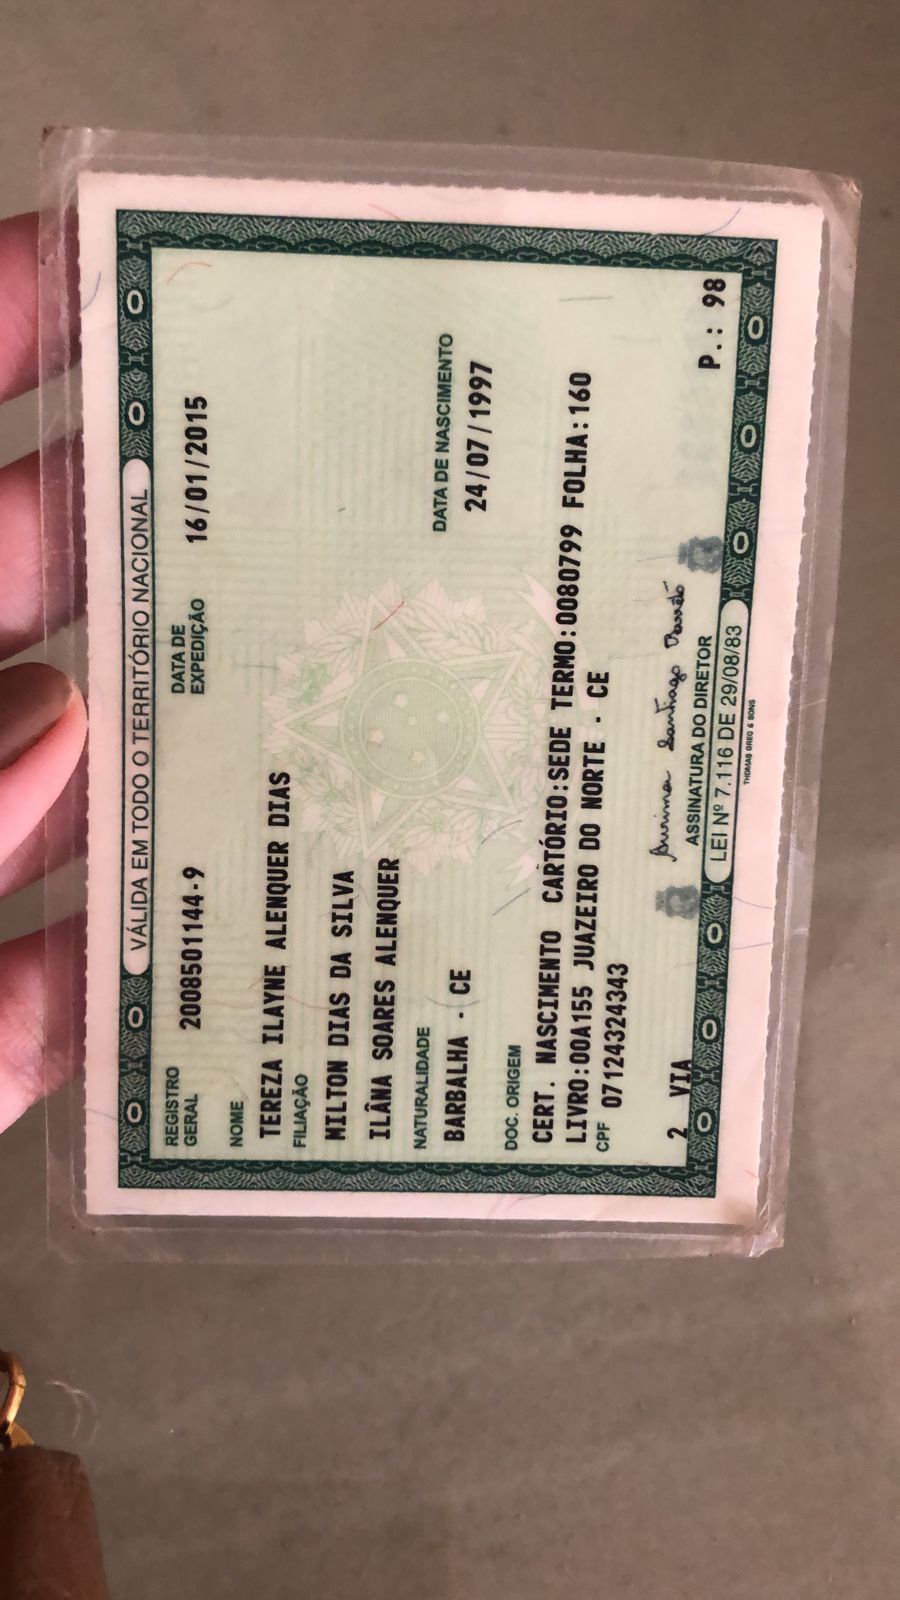 VÁLIDA EM TODO O TERRITÓRIO NACIONAL
REGISTRO GERAL 2008501144-9 DATA DE EXPEDIÇÃO 16/01/2015
NOME
TEREZA ILAYNE ALENQUER DIAS
FILIAÇÃO
MILTON DIAS DA SILVA
ILÂNA SOARES ALENQUER
NATURALIDADE DATA DE NASCIMENTO
BARBALHA - CE 24/07/1997
DOC. ORIGEM
CERT. NASCIMENTO CARTÓRIO:SEDE TERMO:0080799 FOLHA:160
LIVRO:00A155 JUAZEIRO DO NORTE - CE
CPF 07124324343
2 VIA P.: 98
ASSINATURA DO DIRETOR
LEI Nº 7.116 DE 29/08/83
THOMAS GREG & SONS